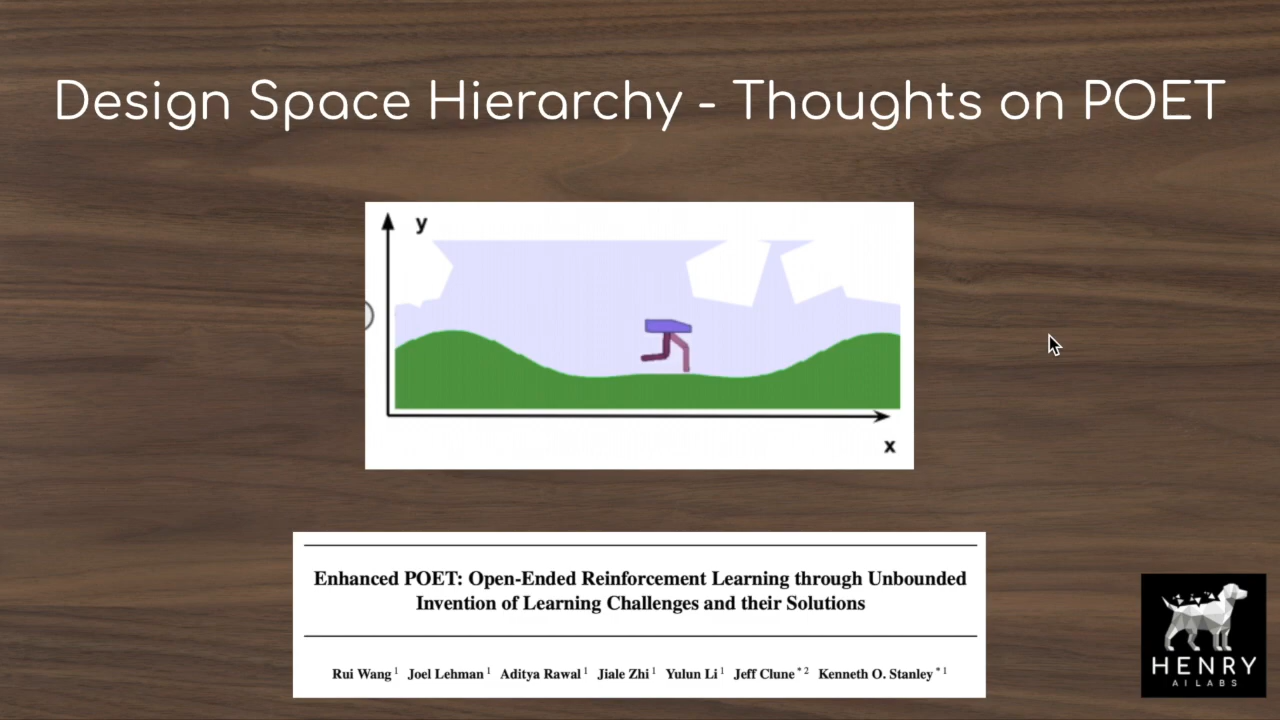 Design Space Hierarchy - Thoughts on POET
y
x
Enhanced POET: Open-Ended Reinforcement Learning through Unbounded
Invention of Learning Challenges and their Solutions
Rui Wang 1 Joel Lehman 1 Aditya Rawal 1 Jiale Zhi 1 Yulun Li 1 Jeff Clune * 2 Kenneth O. Stanley * 1
HENRY
AI LABS